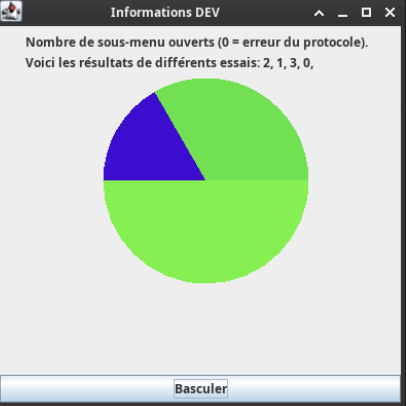 Informations DEV
Nombre de sous-menu ouverts (0 = erreur du protocole).
Voici les résultats de différents essais: 2, 1, 3, 0,
Basculer